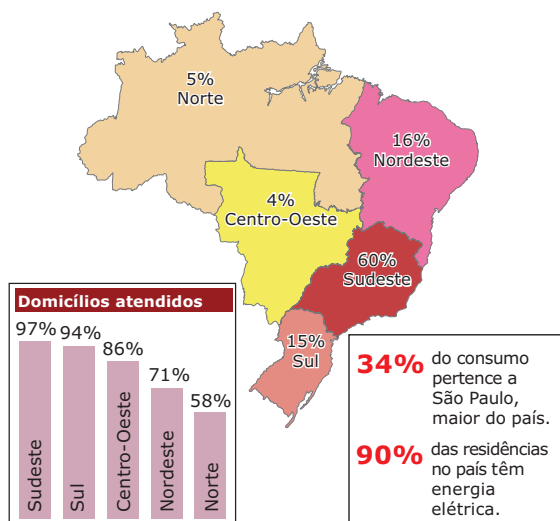 5%
Norte
16%
Nordeste
4%
Centro-Oeste
60%
Sudeste
15%
Sul
Domicílios atendidos
97%
94%
86%
71%
58%
Sudeste
Sul
Centro-Oeste
Nordeste
Norte
34% do consumo
pertence a
São Paulo,
maior do país.
90% das residências
no país têm
energia
elétrica.